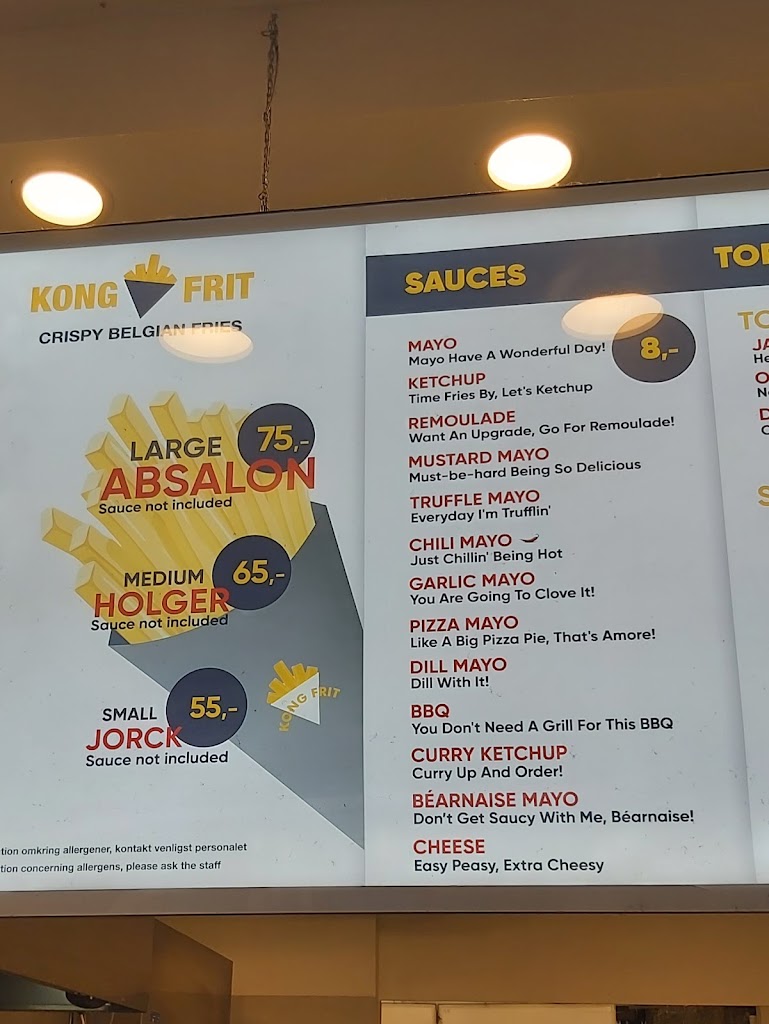 KONG FRIT
CRISPY BELGIAN FRIES
LARGE 75,-
ABSALON
Sauce not included
MEDIUM 65,-
HOLGER
Sauce not included
SMALL 55,-
JORCK
Sauce not included
KONG FRIT
tion omkring allergener, kontakt venligst personalet
tion concerning allergens, please ask the staff
SAUCES
8,-
MAYO
Mayo Have A Wonderful Day!
KETCHUP
Time Fries By, Let's Ketchup
REMOULADE
Want An Upgrade, Go For Remoulade!
MUSTARD MAYO
Must-be-hard Being So Delicious
TRUFFLE MAYO
Everyday I'm Trufflin'
CHILI MAYO
Just Chillin' Being Hot
GARLIC MAYO
You Are Going To Clove It!
PIZZA MAYO
Like A Big Pizza Pie, That's Amore!
DILL MAYO
Dill With It!
BBQ
You Don't Need A Grill For This BBQ
CURRY KETCHUP
Curry Up And Order!
BÉARNAISE MAYO
Don't Get Saucy With Me, Béarnaise!
CHEESE
Easy Peasy, Extra Cheesy